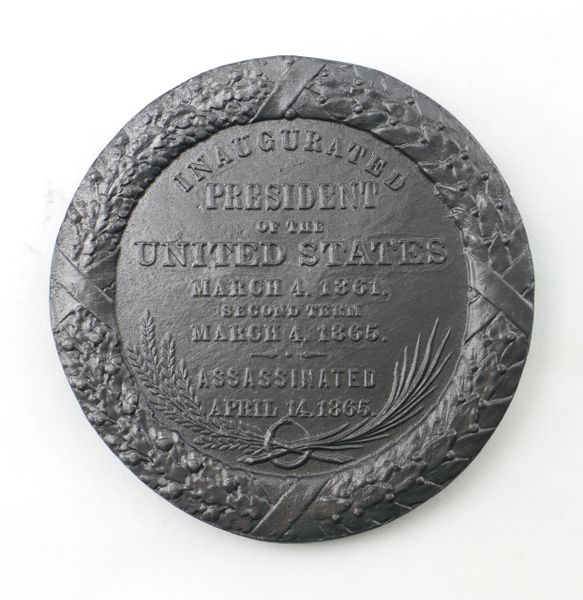 INAUGURATED
PRESIDENT
OF THE
UNITED STATES
MARCH 4, 1861,
SECOND TERM
MARCH 4, 1865.
ASSASSINATED
APRIL 14, 1865.